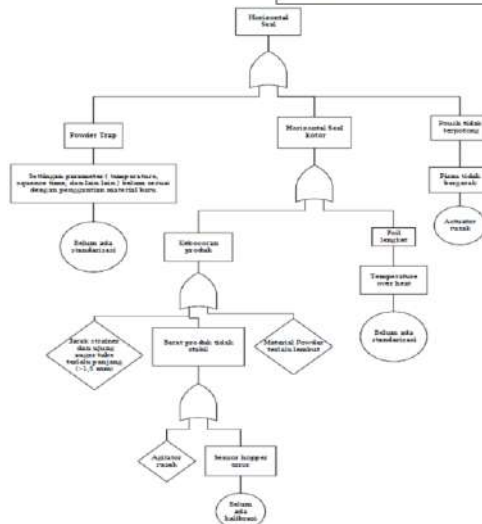 Horizontal
Seal
Powder Trap
Horizontal Seal
kotor
Pouch tidak
terpotong
Settingan parameter ( temperature,
squeeze time, dan lain lain ) belum sesuai
dengan penggantian material baru
Pisau tidak
bergerak
Belum ada
standarisasi
Actuator
rusak
Kebocoran
produk
Foil
lengket
Temperature
over heat
Belum ada
standarisasi
Jarak strainer
dan ujung
auger tube
terlalu panjang
(>1,5 mm)
Berat produk tidak
stabil
Material Powder
terlalu lembut
Agitator
rusak
Sensor hopper
error
Belum
ada
kalibrasi